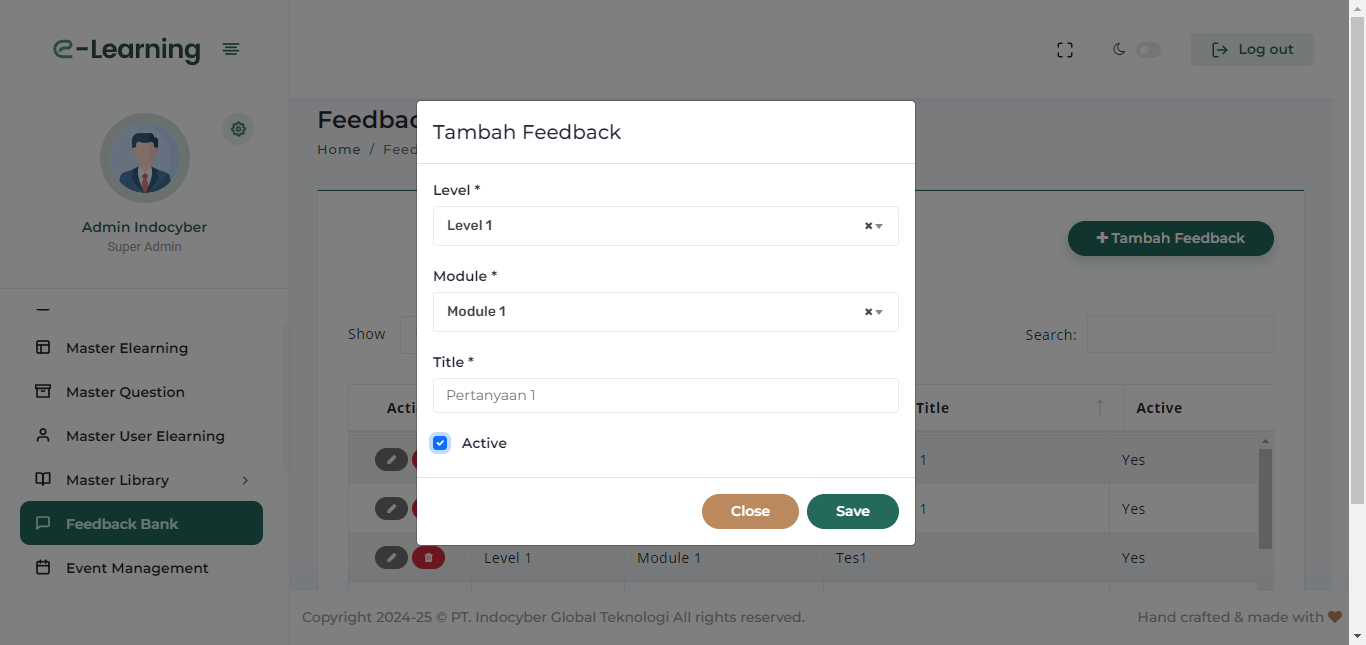 e-Learning
Log out
Admin Indocyber
Super Admin
Master Elearning
Master Question
Master User Elearning
Master Library
Feedback Bank
Event Management
Home / Feed
Tambah Feedback
Show
Search:
Title Active
1 Yes
1 Yes
Level 1 Module 1 Tes1 Yes
Tambah Feedback
Level *
Level 1
Module *
Module 1
Title *
Pertanyaan 1
Active
Close Save
Copyright 2024-25 © PT. Indocyber Global Teknologi All rights reserved.
Hand crafted & made with